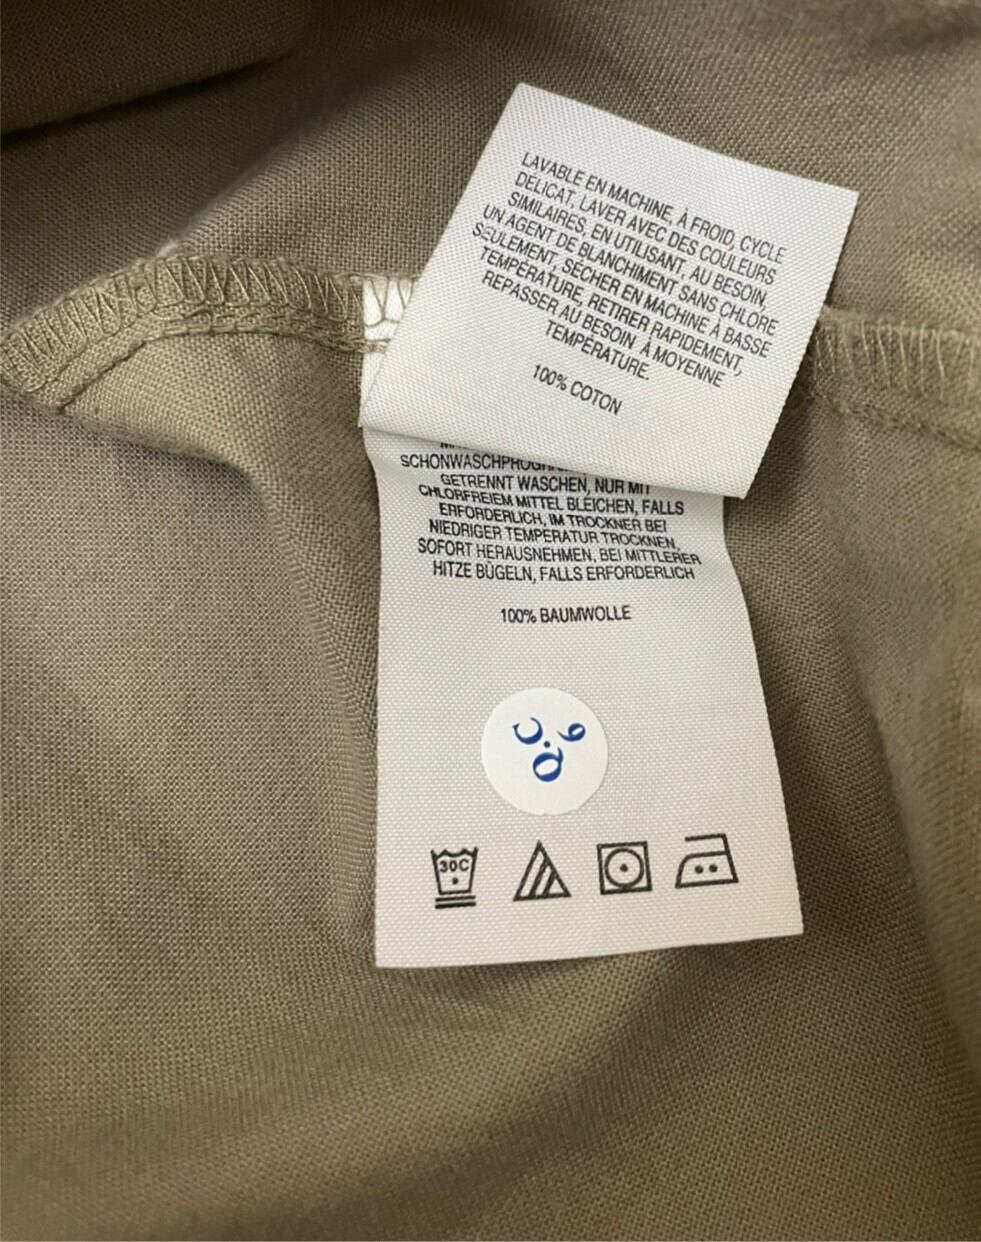 LAVABLE EN MACHINE, À FROID, CYCLE
DÉLICAT, LAVER AVEC DES COULEURS
SIMILAIRES, EN UTILISANT, AU BESOIN,
UN AGENT DE BLANCHIMENT SANS CHLORE
SEULEMENT, SÉCHER EN MACHINE À BASSE
TEMPÉRATURE, RETIRER RAPIDEMENT,
REPASSER AU BESOIN À MOYENNE
TEMPÉRATURE.
100% COTON
GETRENNT WASCHEN, NUR MIT
CHLORFREIEM MITTEL BLEICHEN, FALLS
ERFORDERLICH, IM TROCKNER BEI
NIEDRIGER TEMPERATUR TROCKNEN,
SOFORT HERAUSNEHMEN, BEI MITTLERER
HITZE BÜGELN, FALLS ERFORDERLICH
100% BAUMWOLLE
Q.C
6
30C